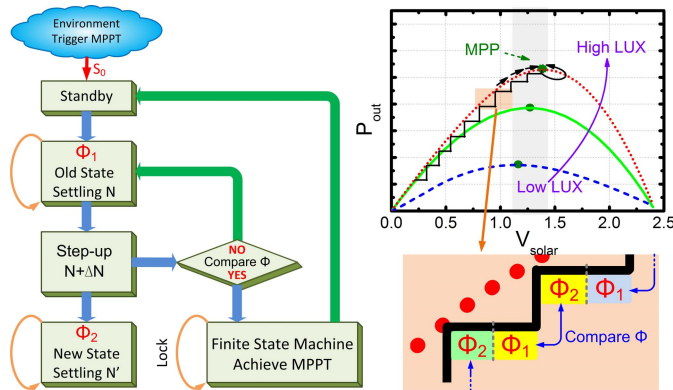 Environment
Trigger MPPT
S₀
Standby
Φ₁
Old State
Settling N
Step-up
N+ΔN
NO
Compare Φ
YES
Φ₂
New State
Settling N'
Lock
Finite State Machine
Achieve MPPT
MPP
High LUX
Low LUX
P_out
0.0 0.5 1.0 1.5 2.0 2.5
V_solar
Φ₂ Φ₁
Compare Φ
Φ₂ Φ₁